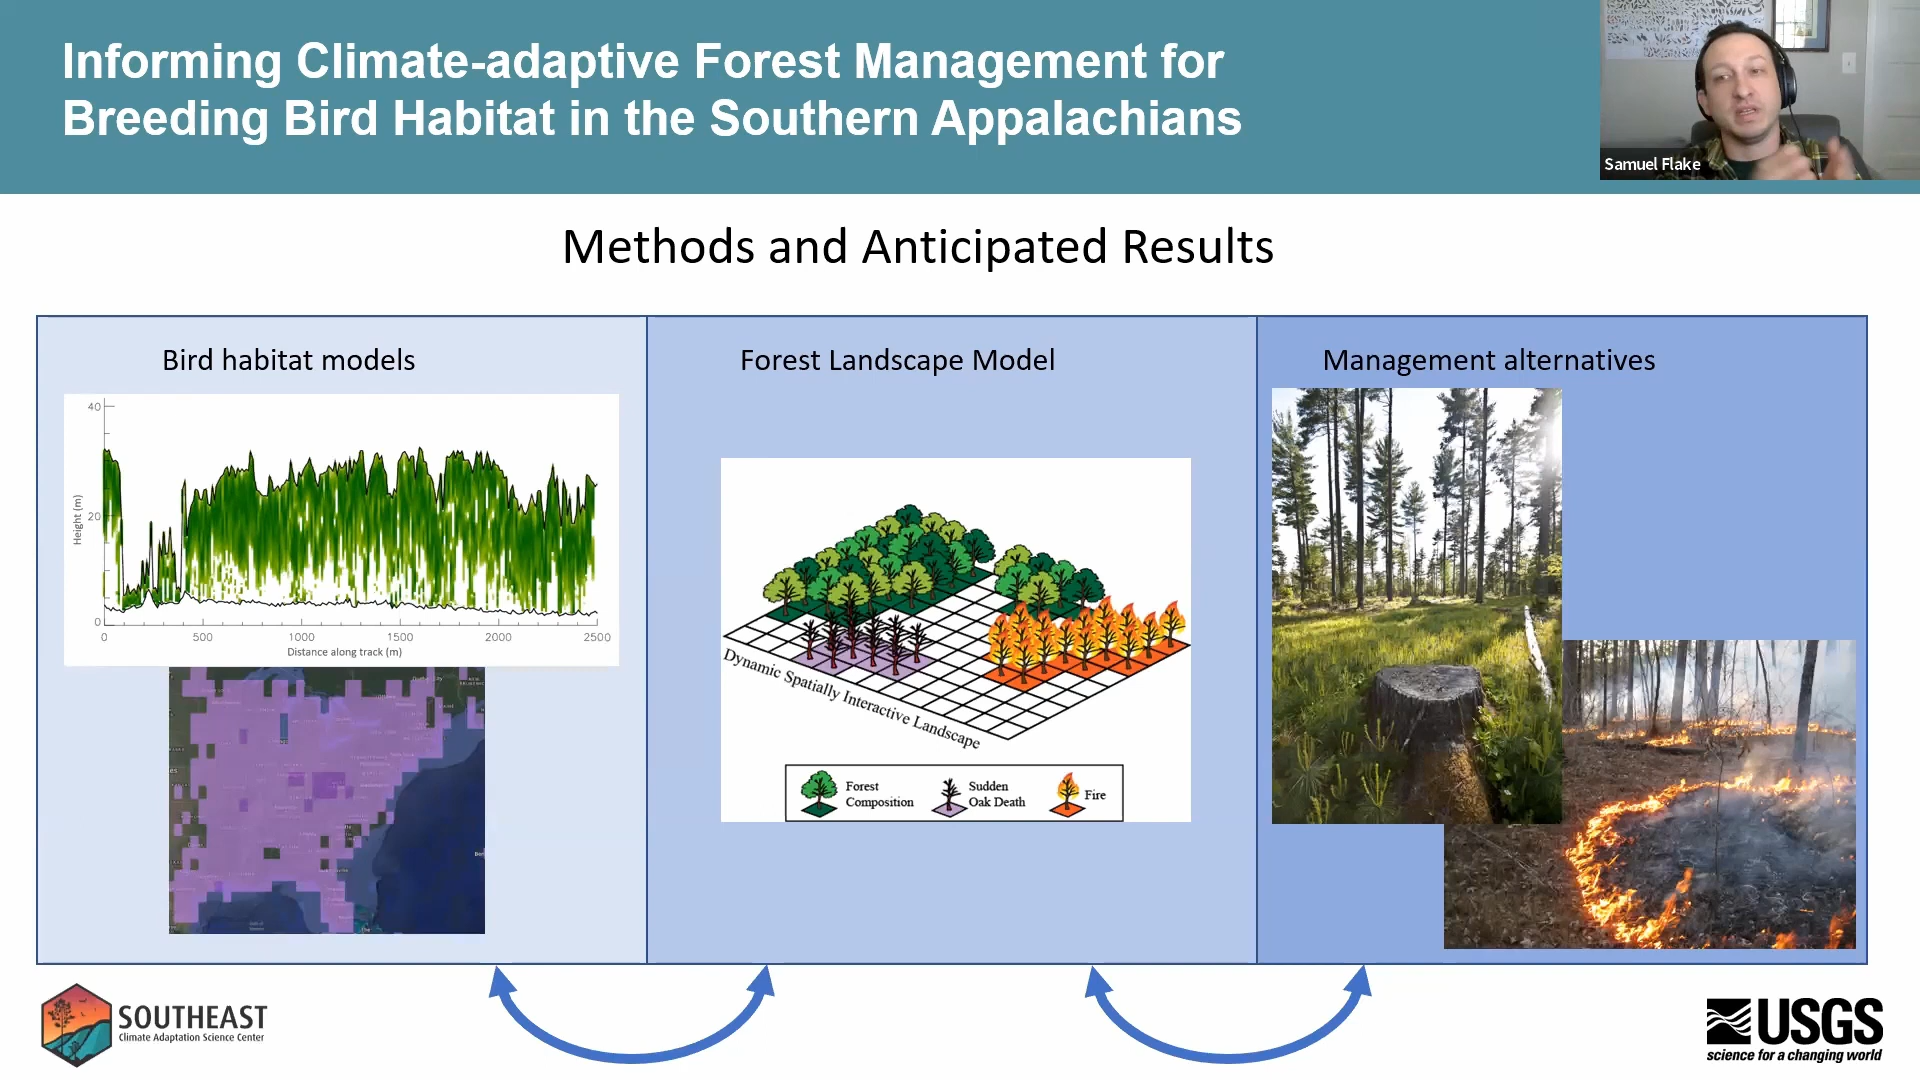 Informing Climate-adaptive Forest Management for
Breeding Bird Habitat in the Southern Appalachians
Samuel Flake
Methods and Anticipated Results
Bird habitat models
40
20
0
Height (m)
0 500 1000 1500 2000 2500
Distance along track (m)
Forest Landscape Model
Dynamic Spatially Interactive Landscape
Forest
Composition
Sudden
Oak Death
Fire
Management alternatives
SOUTHEAST
Climate Adaptation Science Center
USGS
science for a changing world